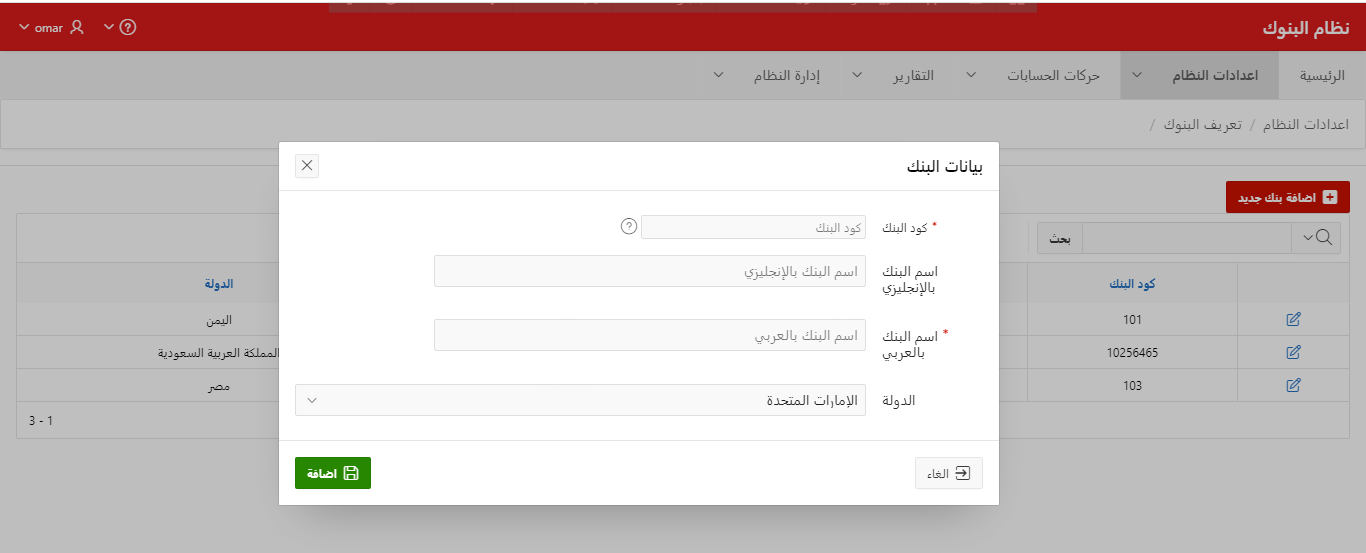 نظام البنوك
omar
الرئيسية
اعدادات النظام
حركات الحسابات
التقارير
إدارة النظام
اعدادات النظام / تعريف البنوك /
بيانات البنك
اضافة بنك جديد
بحث
* كود البنك
كود البنك
اسم البنك
بالإنجليزي
اسم البنك بالإنجليزي
* اسم البنك
بالعربي
اسم البنك بالعربي
الدولة
الإمارات المتحدة
الغاء
اضافة
كود البنك
الدولة
101
اليمن
10256465
المملكة العربية السعودية
103
مصر
1 - 3